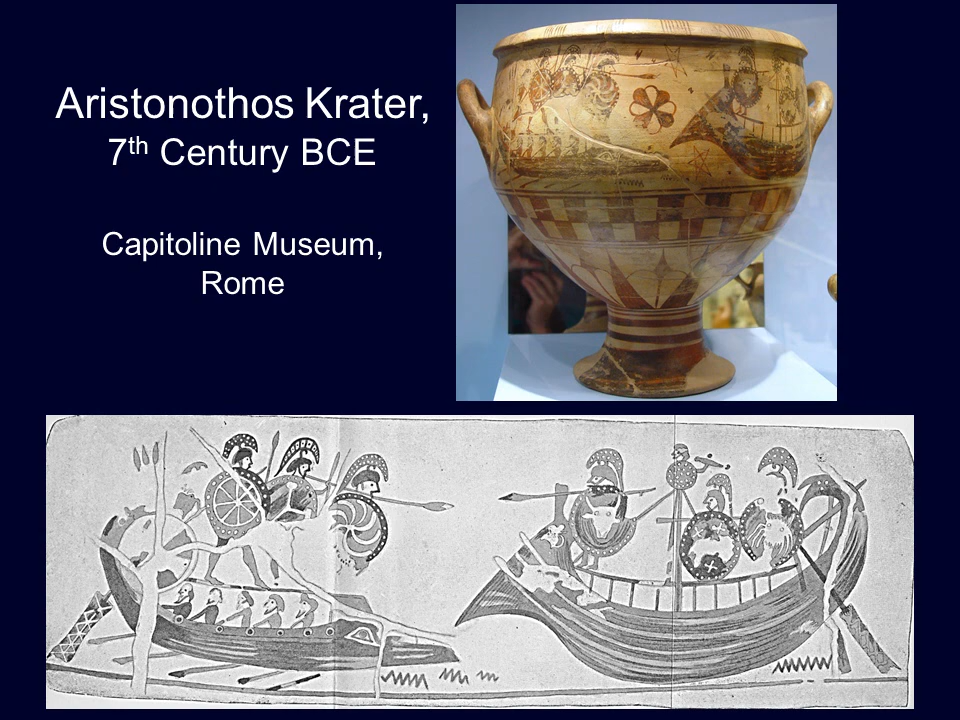 Aristonothos Krater,
7th Century BCE
Capitoline Museum,
Rome